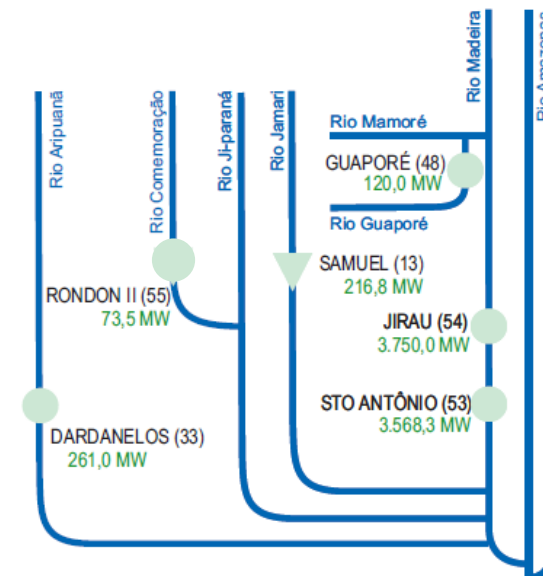 Rio Aripuanã
Rio Comemoração
Rio Ji-paraná
Rio Jamari
Rio Madeira
Rio Amazonas
Rio Mamoré
GUAPORÉ (48)
120,0 MW
Rio Guaporé
SAMUEL (13)
216,8 MW
RONDON II (55)
73,5 MW
JIRAU (54)
3.750,0 MW
STO ANTÔNIO (53)
3.568,3 MW
DARDANELOS (33)
261,0 MW